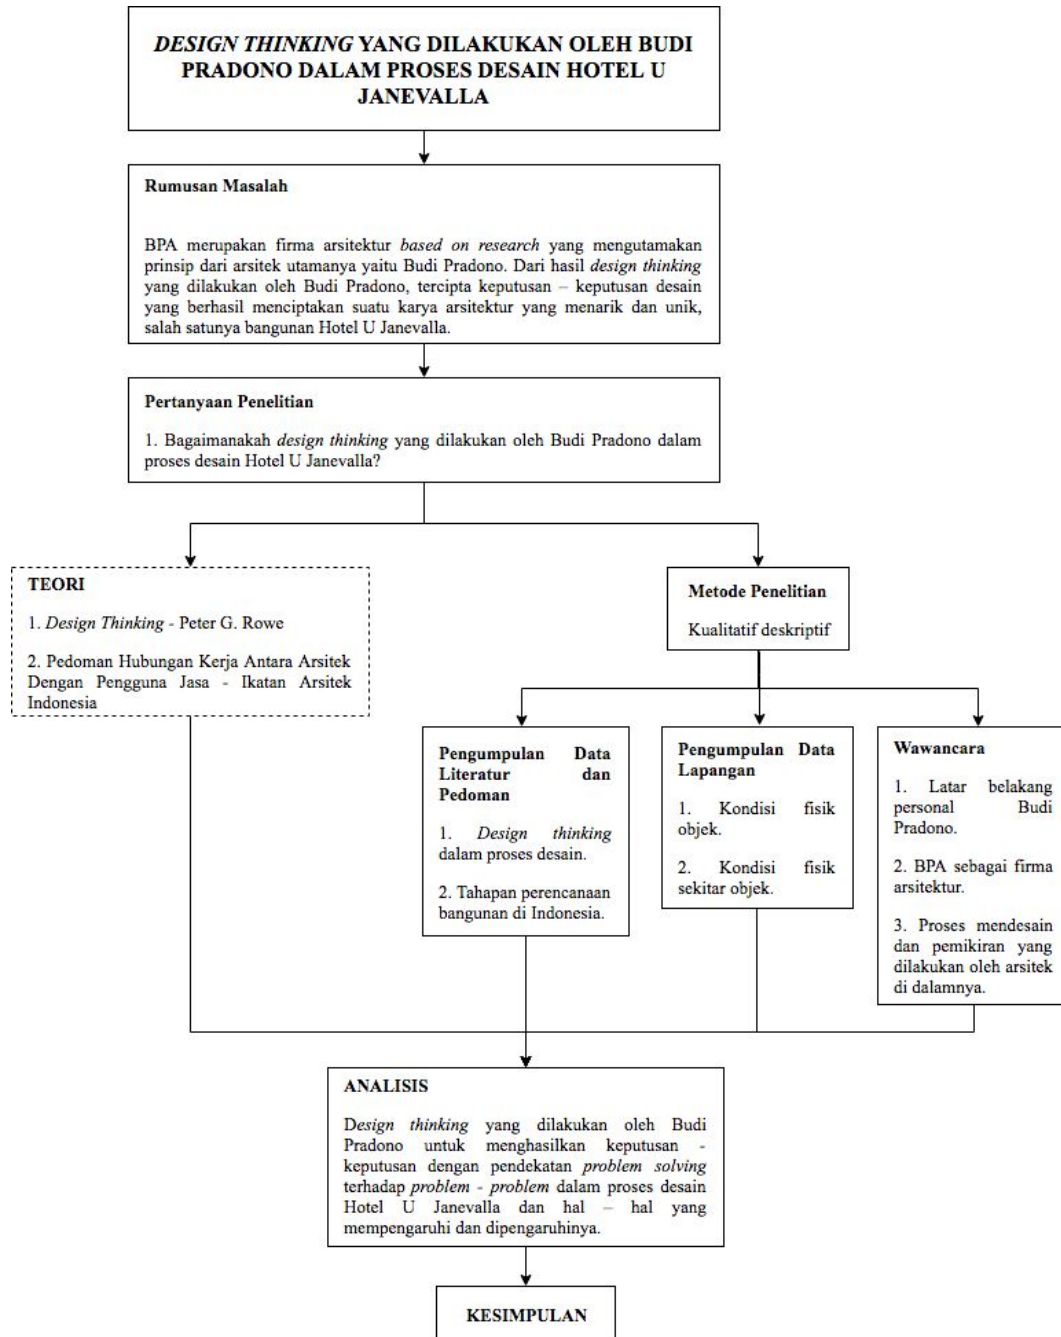 DESIGN THINKING YANG DILAKUKAN OLEH BUDI
PRADONO DALAM PROSES DESAIN HOTEL U
JANEVALLA
Rumusan Masalah
BPA merupakan firma arsitektur based on research yang mengutamakan
prinsip dari arsitek utamanya yaitu Budi Pradono. Dari hasil design thinking
yang dilakukan oleh Budi Pradono, tercipta keputusan – keputusan desain
yang berhasil menciptakan suatu karya arsitektur yang menarik dan unik,
salah satunya bangunan Hotel U Janevalla.
Pertanyaan Penelitian
1. Bagaimanakah design thinking yang dilakukan oleh Budi Pradono dalam
proses desain Hotel U Janevalla?
TEORI
1. Design Thinking - Peter G. Rowe
2. Pedoman Hubungan Kerja Antara Arsitek
Dengan Pengguna Jasa - Ikatan Arsitek
Indonesia
Metode Penelitian
Kualitatif deskriptif
Pengumpulan Data
Literatur dan
Pedoman
1. Design thinking
dalam proses desain.
2. Tahapan perencanaan
bangunan di Indonesia.
Pengumpulan Data
Lapangan
1. Kondisi fisik
objek.
2. Kondisi fisik
sekitar objek.
Wawancara
1. Latar belakang
personal Budi
Pradono.
2. BPA sebagai firma
arsitektur.
3. Proses mendesain
dan pemikiran yang
dilakukan oleh arsitek
di dalamnya.
ANALISIS
Design thinking yang dilakukan oleh Budi
Pradono untuk menghasilkan keputusan -
keputusan dengan pendekatan problem solving
terhadap problem - problem dalam proses desain
Hotel U Janevalla dan hal – hal yang
mempengaruhi dan dipengaruhinya.
KESIMPULAN